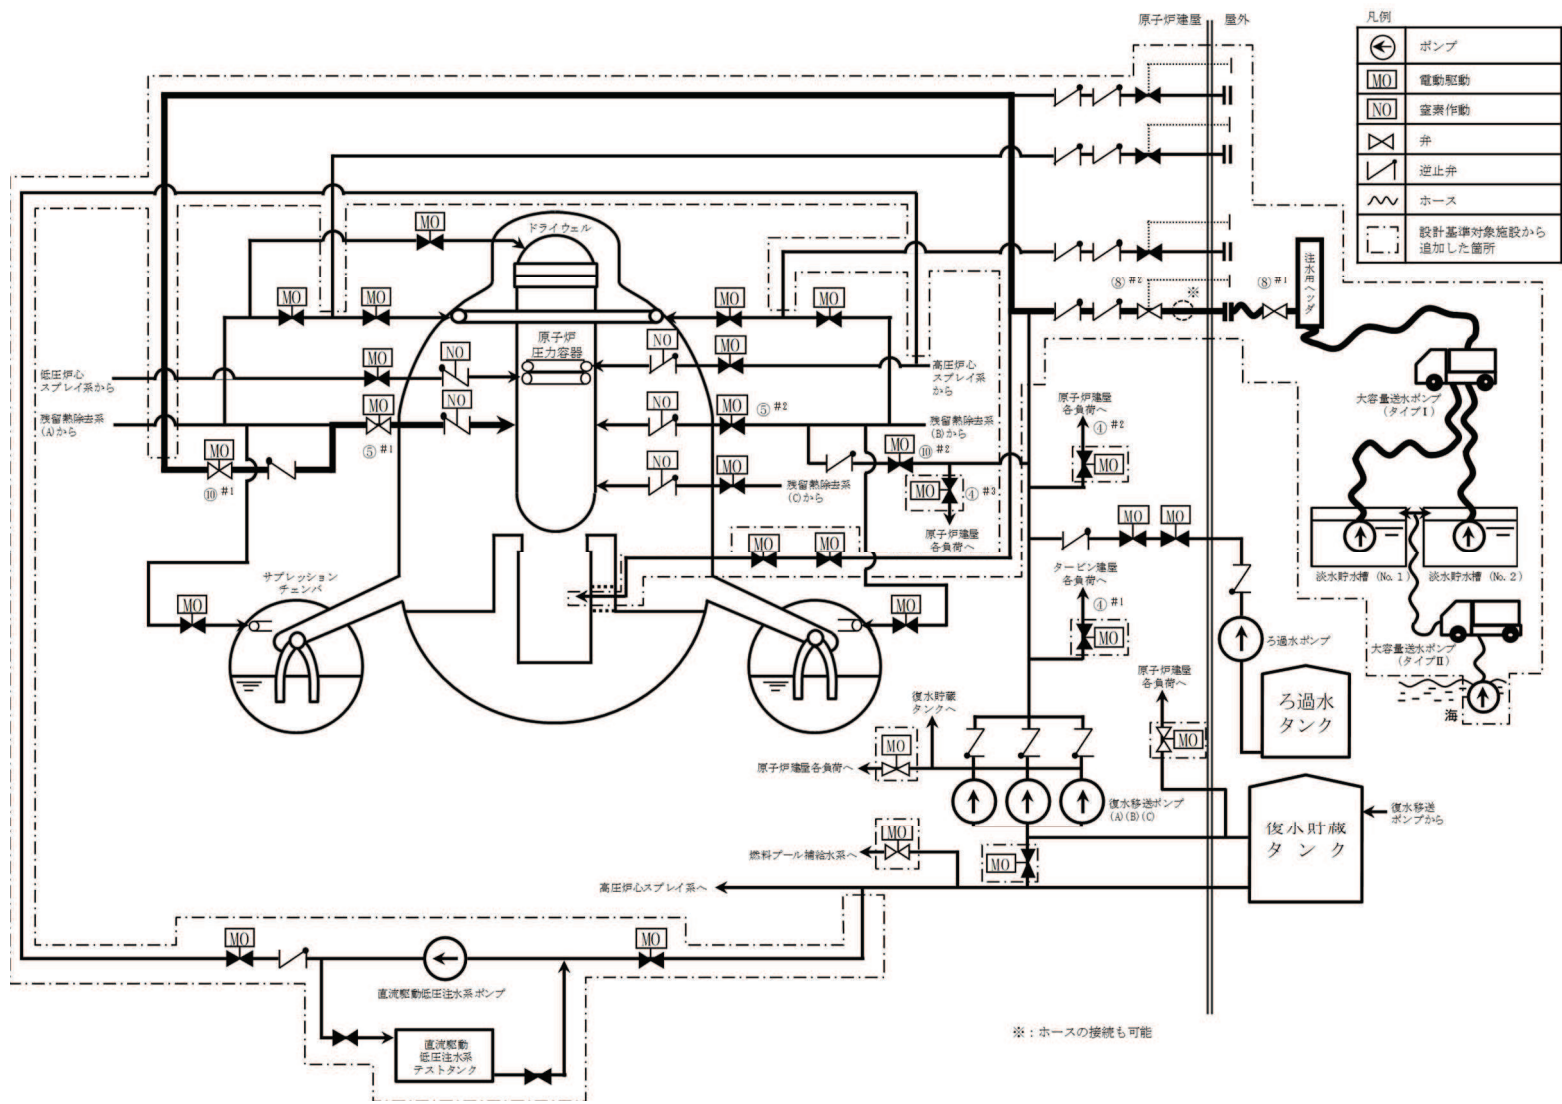 原子炉建屋
屋外
凡例
ポンプ
MO
電動駆動
NO
窒素作動
弁
逆止弁
ホース
設計基準対象施設から
追加した箇所
MO
ドライウェル
⑧ #2
※
⑧ #1
注水用ヘッダ
MO
MO
MO
MO
原子炉
圧力容器
NO
MO
NO
MO
低圧炉心
スプレイ系から
高圧炉心
スプレイ系
から
大容量送水ポンプ
(タイプⅠ)
MO
NO
NO
MO
⑤ #2
残留熱除去系
(A)から
残留熱除去系
(B)から
原子炉建屋
各負荷へ
④ #2
MO
⑤ #1
MO
⑩ #1
⑩ #2
NO
MO
残留熱除去系
(C)から
MO
④ #3
原子炉建屋
各負荷へ
MO
MO
MO
MO
タービン建屋
各負荷へ
④ #1
MO
淡水貯水槽 (No.1)
淡水貯水槽 (No.2)
サプレッション
チェンバ
MO
MO
ろ過水ポンプ
大容量送水ポンプ
(タイプⅡ)
海
原子炉建屋
各負荷へ
MO
ろ過水
タンク
復水貯蔵
タンクへ
MO
原子炉建屋各負荷へ
復水移送ポンプ
(A)(B)(C)
復水貯蔵
タンク
復水移送
ポンプから
MO
燃料プール補給水系へ
MO
高圧炉心スプレイ系へ
MO
MO
直流駆動低圧注水系ポンプ
直流駆動
低圧注水系
テストタンク
※:ホースの接続も可能